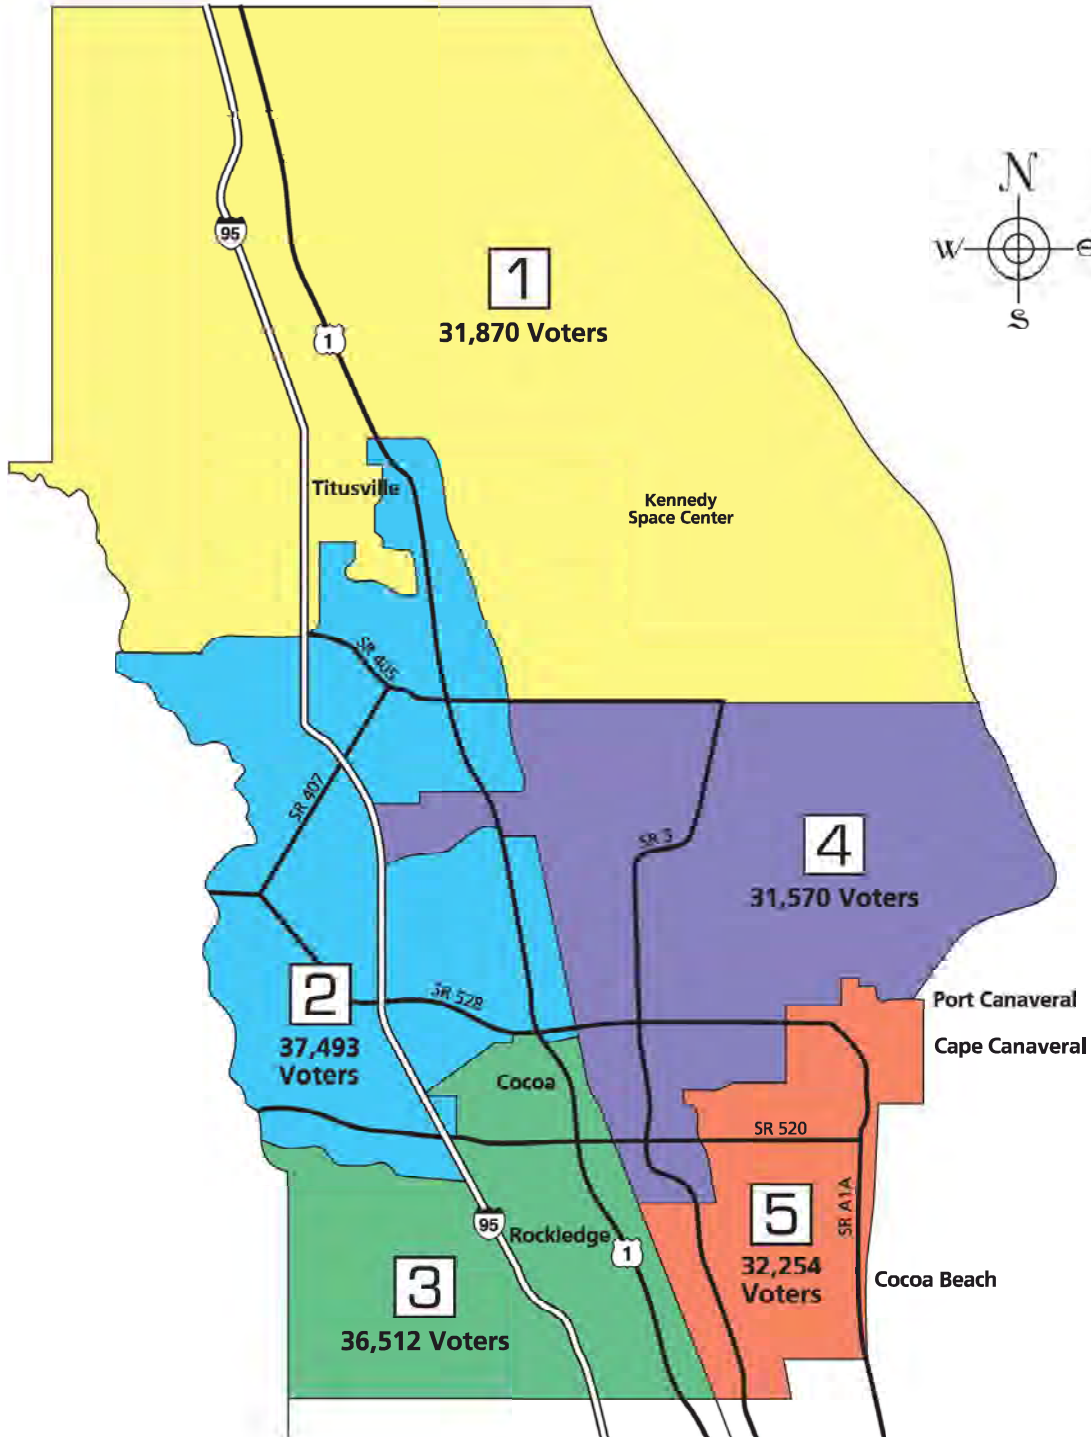 N
W
e
S
95
1
31,870 Voters
1
Titusville
Kennedy
Space Center
SR 405
SR 407
SR 3
4
31,570 Voters
2
37,493
Voters
SR 528
Port Canaveral
Cape Canaveral
Cocoa
SR 520
5
32,254
Voters
SR A1A
95
Rockledge
1
Cocoa Beach
3
36,512 Voters